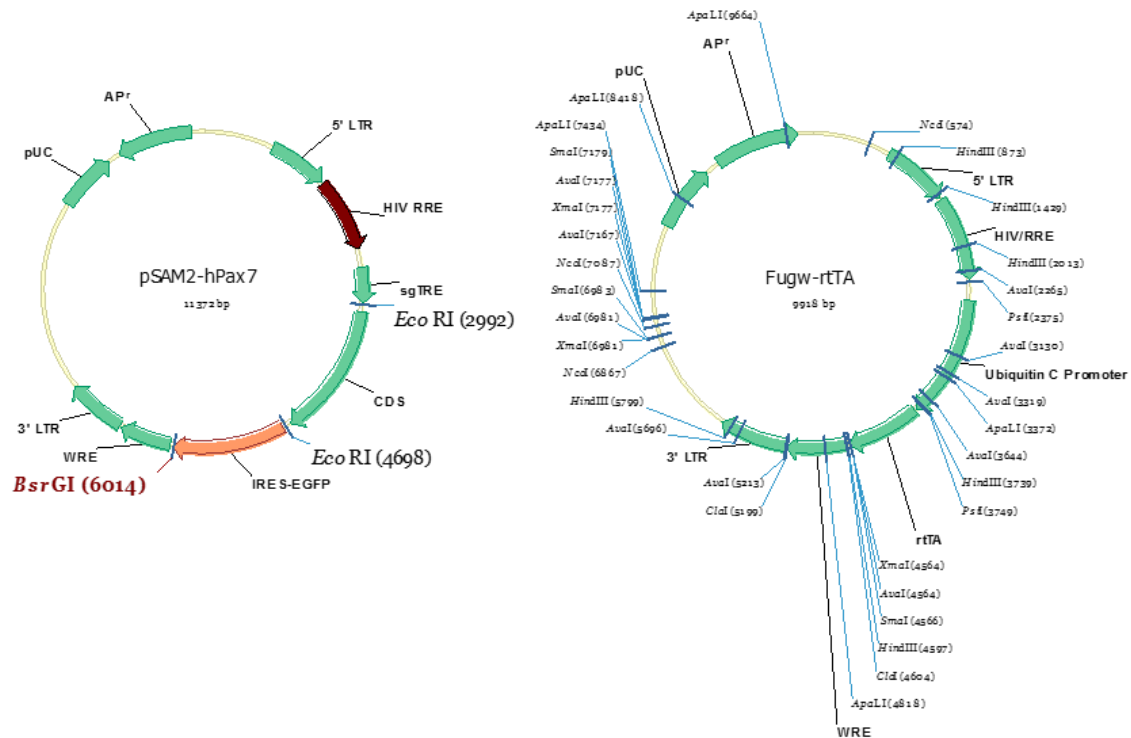 APr
5' LTR
pUC
HIV RRE
pSAM2-hPax7
11372 bp
sgTRE
Eco RI (2992)
CDS
3' LTR
WRE
Eco RI (4698)
BsrGI (6014)
IRES-EGFP
ApaLI (9664)
APr
pUC
ApaLI (8418)
NcoI (574)
ApaLI (7434)
HindIII (873)
SmaI (7179)
5' LTR
AvaI (7177)
HindIII (1429)
XmaI (7177)
HIV/RRE
AvaI (7167)
HindIII (2013)
NcoI (7087)
Fugw-rtTA
AvaI (2265)
SmaI (6983)
9918 bp
PstI (2375)
AvaI (6981)
AvaI (3130)
XmaI (6981)
Ubiquitin C Promoter
NcoI (6867)
AvaI (3319)
HindIII (5799)
ApaLI (3372)
AvaI (5696)
AvaI (3644)
3' LTR
HindIII (3739)
AvaI (5213)
PstI (3749)
ClaI (5199)
rtTA
XmaI (4564)
AvaI (4564)
SmaI (4566)
HindIII (4597)
ClaI (4604)
ApaLI (4818)
WRE